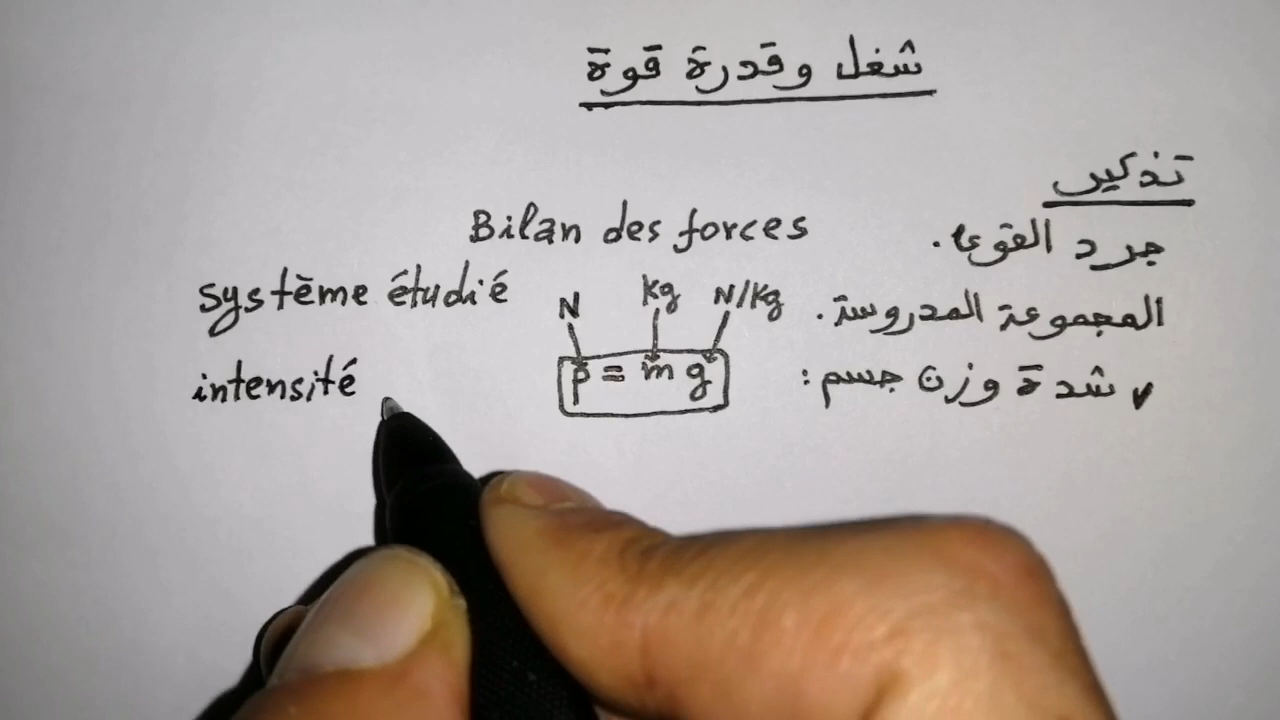 شغل وقدرة قوة
تذكير
جرد القوى. Bilan des forces
المجموعة المدروسة. système étudié
N Kg N/Kg
✓ شدة وزن جسم: p = m g intensité